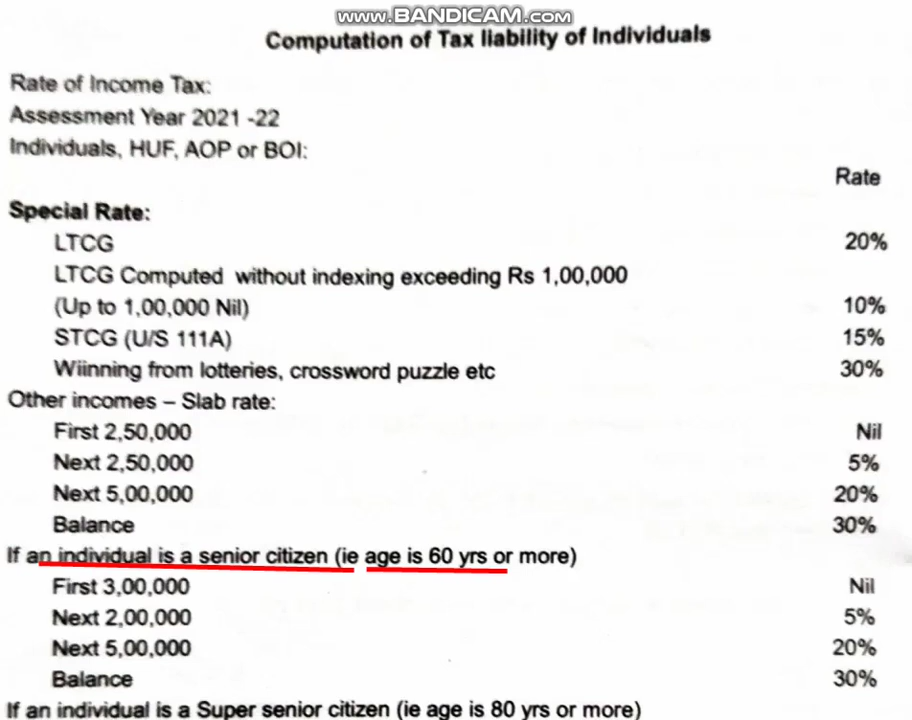 www.BANDICAM.com
Computation of Tax liability of Individuals
Rate of Income Tax:
Assessment Year 2021 -22
Individuals, HUF, AOP or BOI:
Rate
Special Rate:
LTCG 20%
LTCG Computed without indexing exceeding Rs 1,00,000
(Up to 1,00,000 Nil) 10%
STCG (U/S 111A) 15%
Wiinning from lotteries, crossword puzzle etc 30%
Other incomes – Slab rate:
First 2,50,000 Nil
Next 2,50,000 5%
Next 5,00,000 20%
Balance 30%
If an individual is a senior citizen (ie age is 60 yrs or more)
First 3,00,000 Nil
Next 2,00,000 5%
Next 5,00,000 20%
Balance 30%
If an individual is a Super senior citizen (ie age is 80 yrs or more)